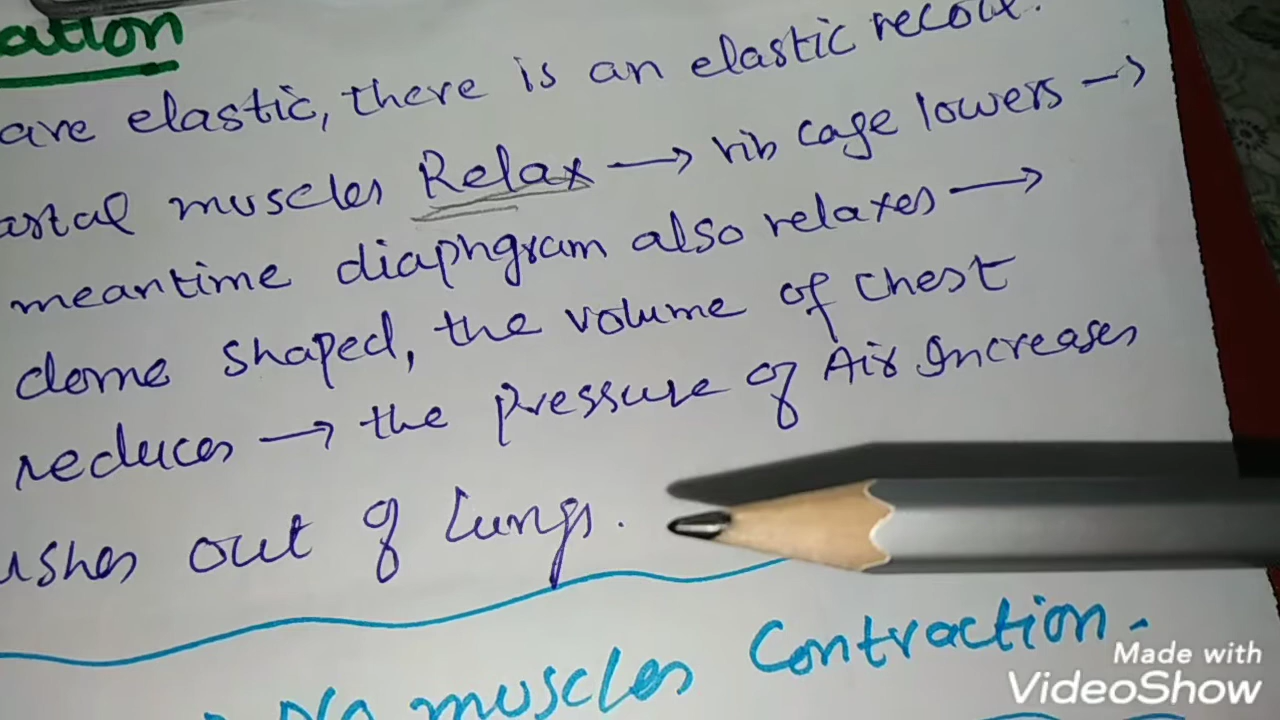 ation
are elastic, there is an elastic recoil.
astal muscles Relax → rib cage lowers →
meantime diaphgram also relaxes →
dome shaped, the volume of chest
reduces → the pressure of Air Increases
ushes out of Lungs.
No muscles Contraction.
Made with
VideoShow